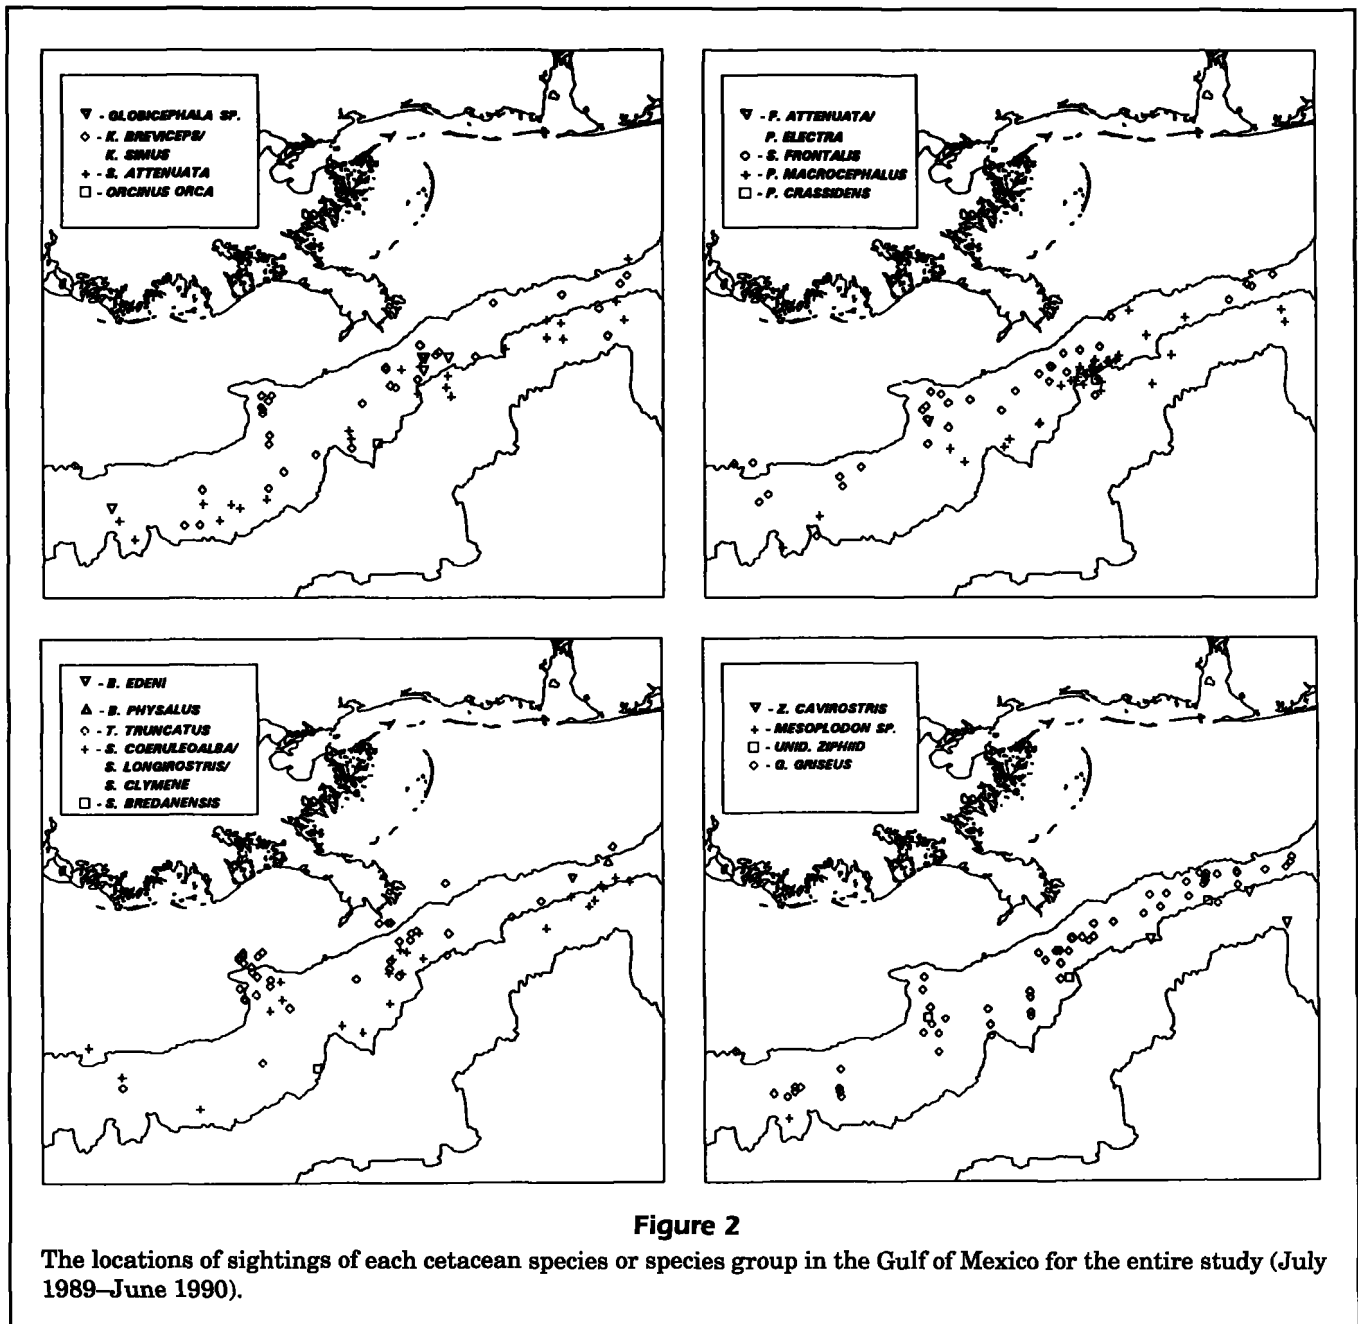 ▽ - GLOBICEPHALA SP.
◇ - K. BREVICEPS/
K. SIMUS
+ - S. ATTENUATA
□ - ORCINUS ORCA
▽ - F. ATTENUATA/
P. ELECTRA
◇ - S. FRONTALIS
+ - P. MACROCEPHALUS
□ - P. CRASSIDENS
▽ - B. EDENI
△ - B. PHYSALUS
◇ - T. TRUNCATUS
+ - S. COERULEOALBA/
S. LONGIROSTRIS/
S. CLYMENE
□ - S. BREDANENSIS
▽ - Z. CAVIROSTRIS
+ - MESOPLODON SP.
□ - UNID. ZIPHIID
◇ - G. GRISEUS
Figure 2
The locations of sightings of each cetacean species or species group in the Gulf of Mexico for the entire study (July
1989–June 1990).